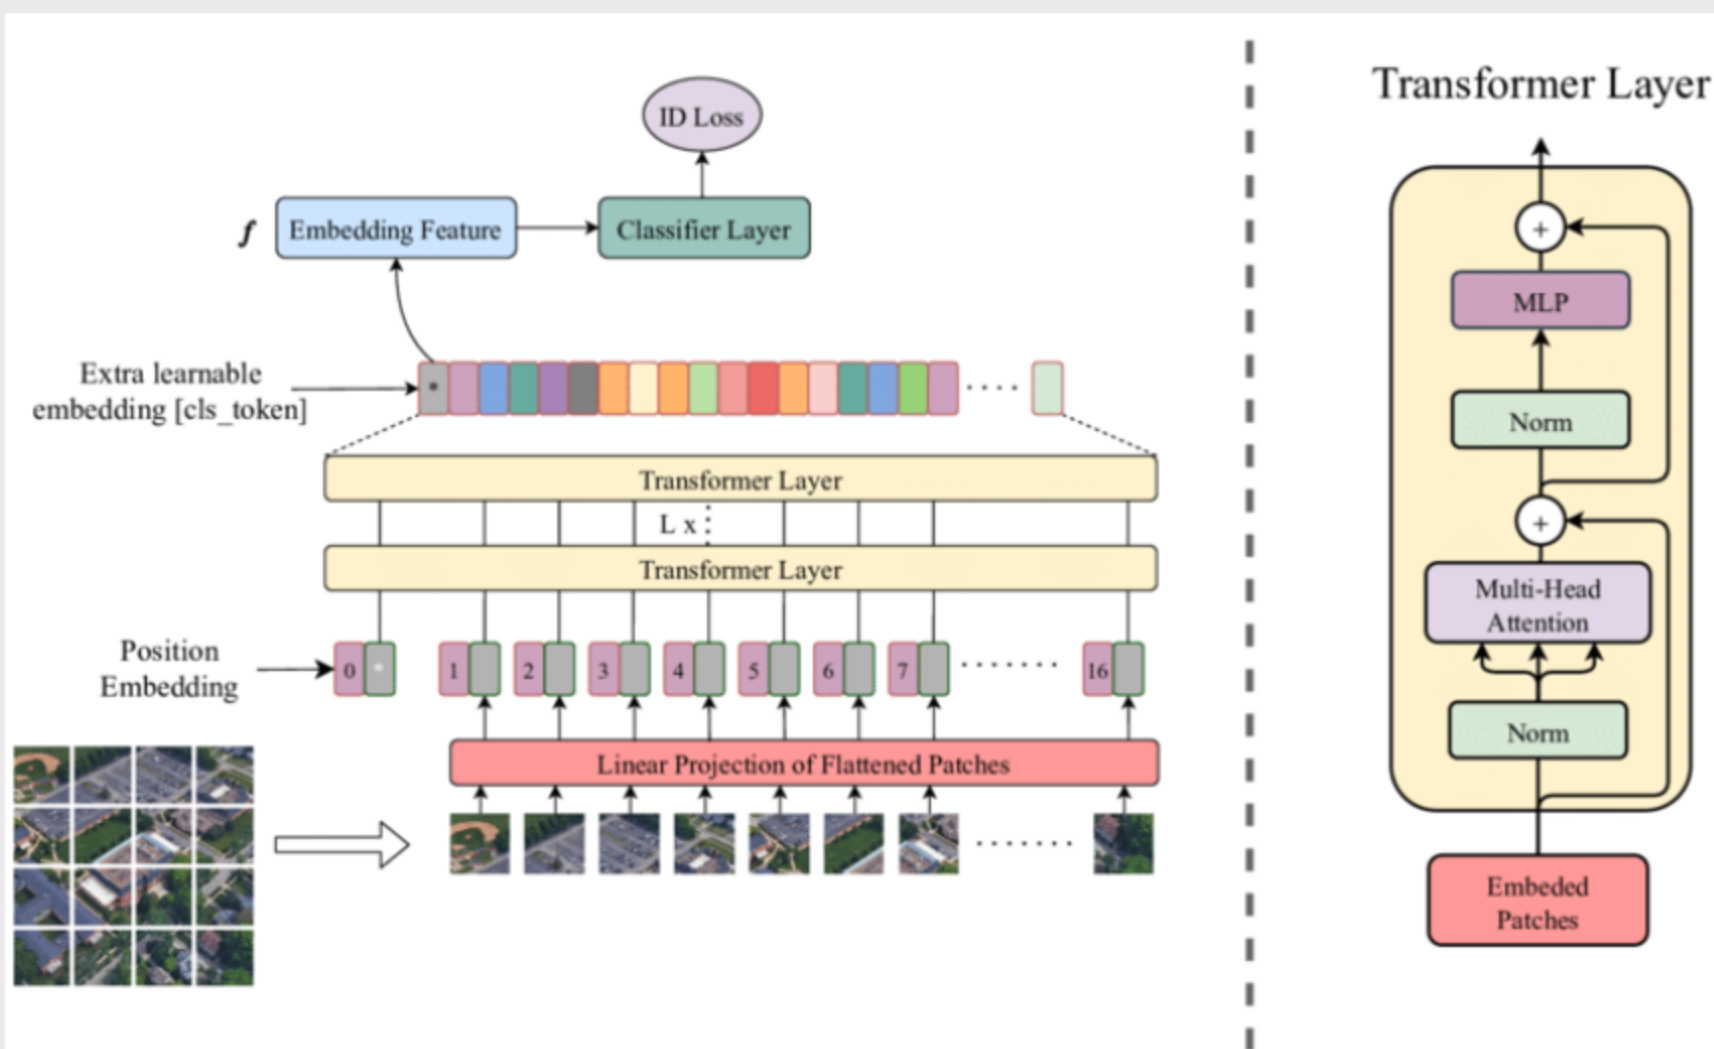 ID Loss
f
Embedding Feature
Classifier Layer
Extra learnable
embedding [cls_token]
*
Transformer Layer
L x
Transformer Layer
Position
Embedding
0 * 1 2 3 4 5 6 7 16
Linear Projection of Flattened Patches
Transformer Layer
+
MLP
Norm
+
Multi-Head
Attention
Norm
Embeded
Patches